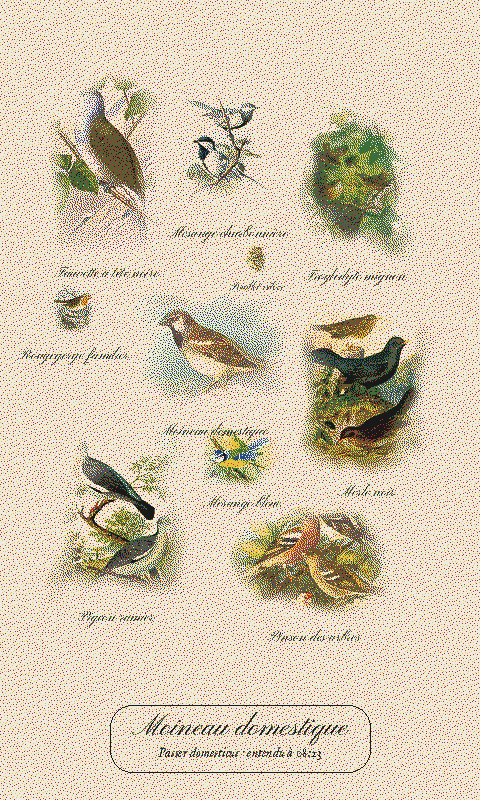 Mésange charbonnière
Fauvette à tête noire
Troglodyte mignon
Roitelet
Rougegorge familier
Moineau domestique
Merle noir
Mésange bleue
Pigeon ramier
Pinson des arbres
Moineau domestique
Passer domesticus · entendu à 08:23